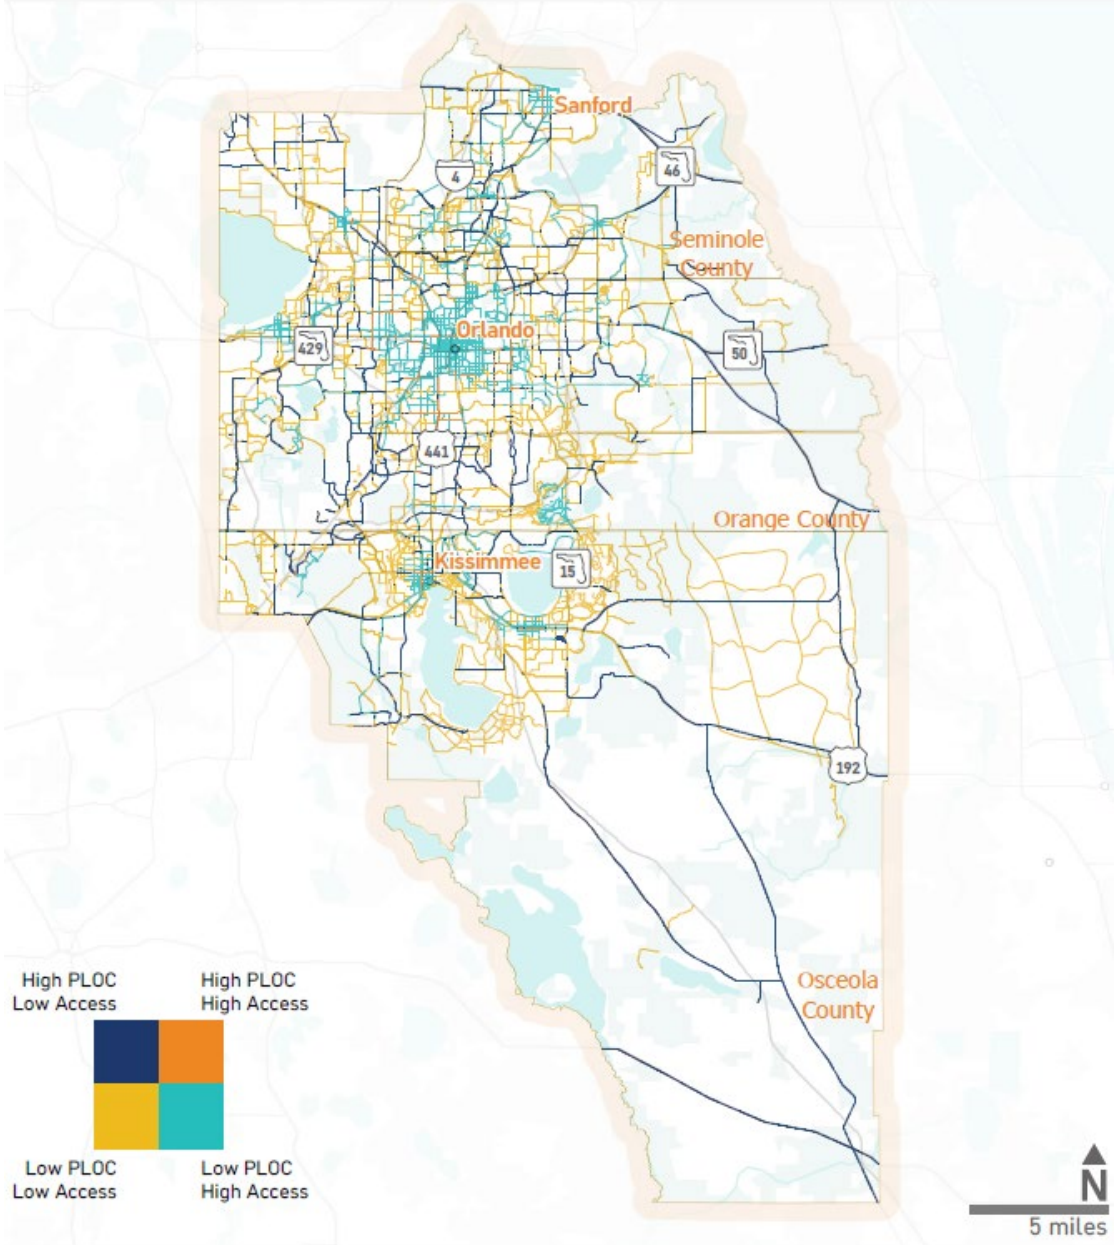 Sanford
46
4
Seminole
County
Orlando
429
50
441
Orange County
Kissimmee
15
192
Osceola
County
High PLOC
Low Access
High PLOC
High Access
Low PLOC
Low Access
Low PLOC
High Access
N
5 miles